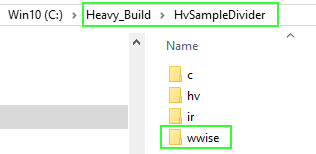 Win10 (C:) > Heavy_Build > HvSampleDivider
Name
c
hv
ir
wwise